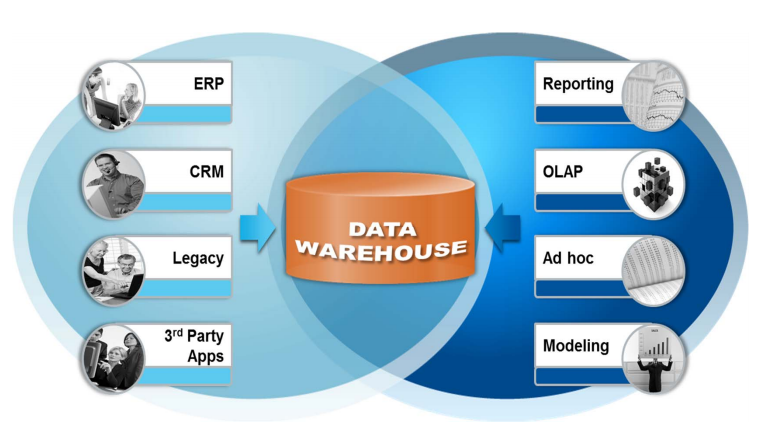 ERP
CRM
Legacy
3rd Party
Apps
DATA
WAREHOUSE
Reporting
OLAP
Ad hoc
Modeling